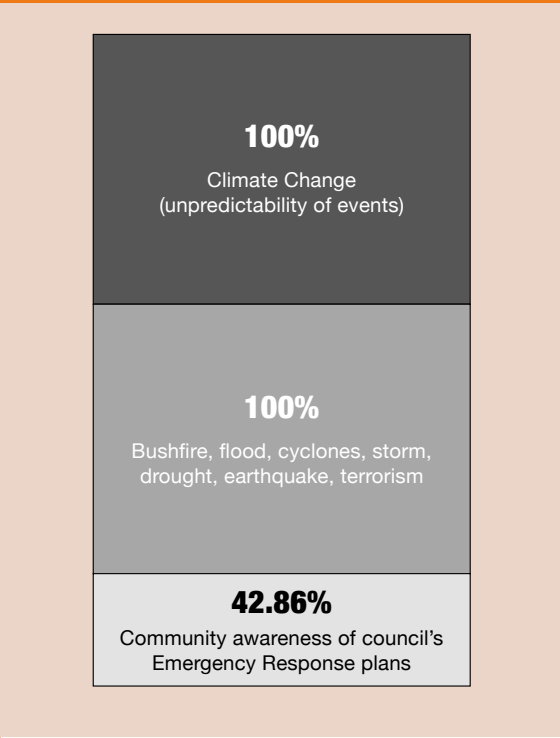 100%
Climate Change
(unpredictability of events)
100%
Bushfire, flood, cyclones, storm,
drought, earthquake, terrorism
42.86%
Community awareness of council’s
Emergency Response plans